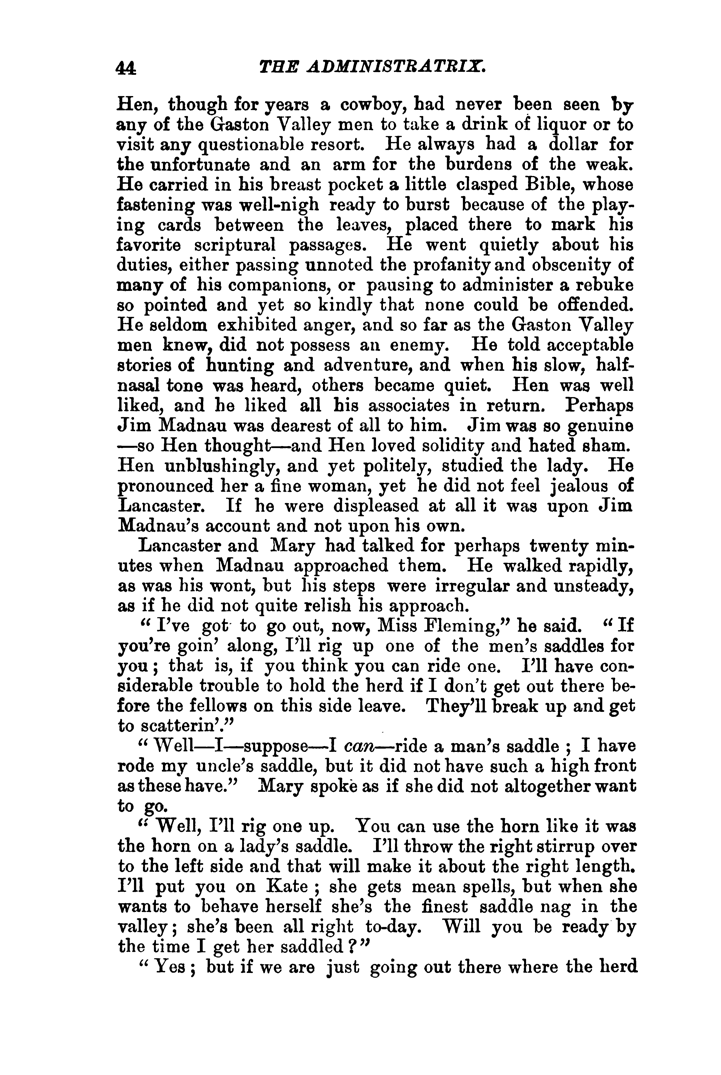 44 THE ADMINISTRATRIX.
Hen, though for years a cowboy, had never been seen by
any of the Gaston Valley men to take a drink of liquor or to
visit any questionable resort. He always had a dollar for
the unfortunate and an arm for the burdens of the weak.
He carried in his breast pocket a little clasped Bible, whose
fastening was well-nigh ready to burst because of the play-
ing cards between the leaves, placed there to mark his
favorite scriptural passages. He went quietly about his
duties, either passing unnoted the profanity and obscenity of
many of his companions, or pausing to administer a rebuke
so pointed and yet so kindly that none could be offended.
He seldom exhibited anger, and so far as the Gaston Valley
men knew, did not possess an enemy. He told acceptable
stories of hunting and adventure, and when his slow, half-
nasal tone was heard, others became quiet. Hen was well
liked, and he liked all his associates in return. Perhaps
Jim Madnau was dearest of all to him. Jim was so genuine
—so Hen thought—and Hen loved solidity and hated sham.
Hen unblushingly, and yet politely, studied the lady. He
pronounced her a fine woman, yet he did not feel jealous of
Lancaster. If he were displeased at all it was upon Jim
Madnau's account and not upon his own.
Lancaster and Mary had talked for perhaps twenty min-
utes when Madnau approached them. He walked rapidly,
as was his wont, but his steps were irregular and unsteady,
as if he did not quite relish his approach.
"I've got to go out, now, Miss Fleming," he said. "If
you're goin' along, I'll rig up one of the men's saddles for
you; that is, if you think you can ride one. I'll have con-
siderable trouble to hold the herd if I don't get out there be-
fore the fellows on this side leave. They'll break up and get
to scatterin'."
"Well—I—suppose—I can—ride a man's saddle; I have
rode my uncle's saddle, but it did not have such a high front
as these have." Mary spoke as if she did not altogether want
to go.
"Well, I'll rig one up. You can use the horn like it was
the horn on a lady's saddle. I'll throw the right stirrup over
to the left side and that will make it about the right length.
I'll put you on Kate; she gets mean spells, but when she
wants to behave herself she's the finest saddle nag in the
valley; she's been all right to-day. Will you be ready by
the time I get her saddled?"
"Yes; but if we are just going out there where the herd